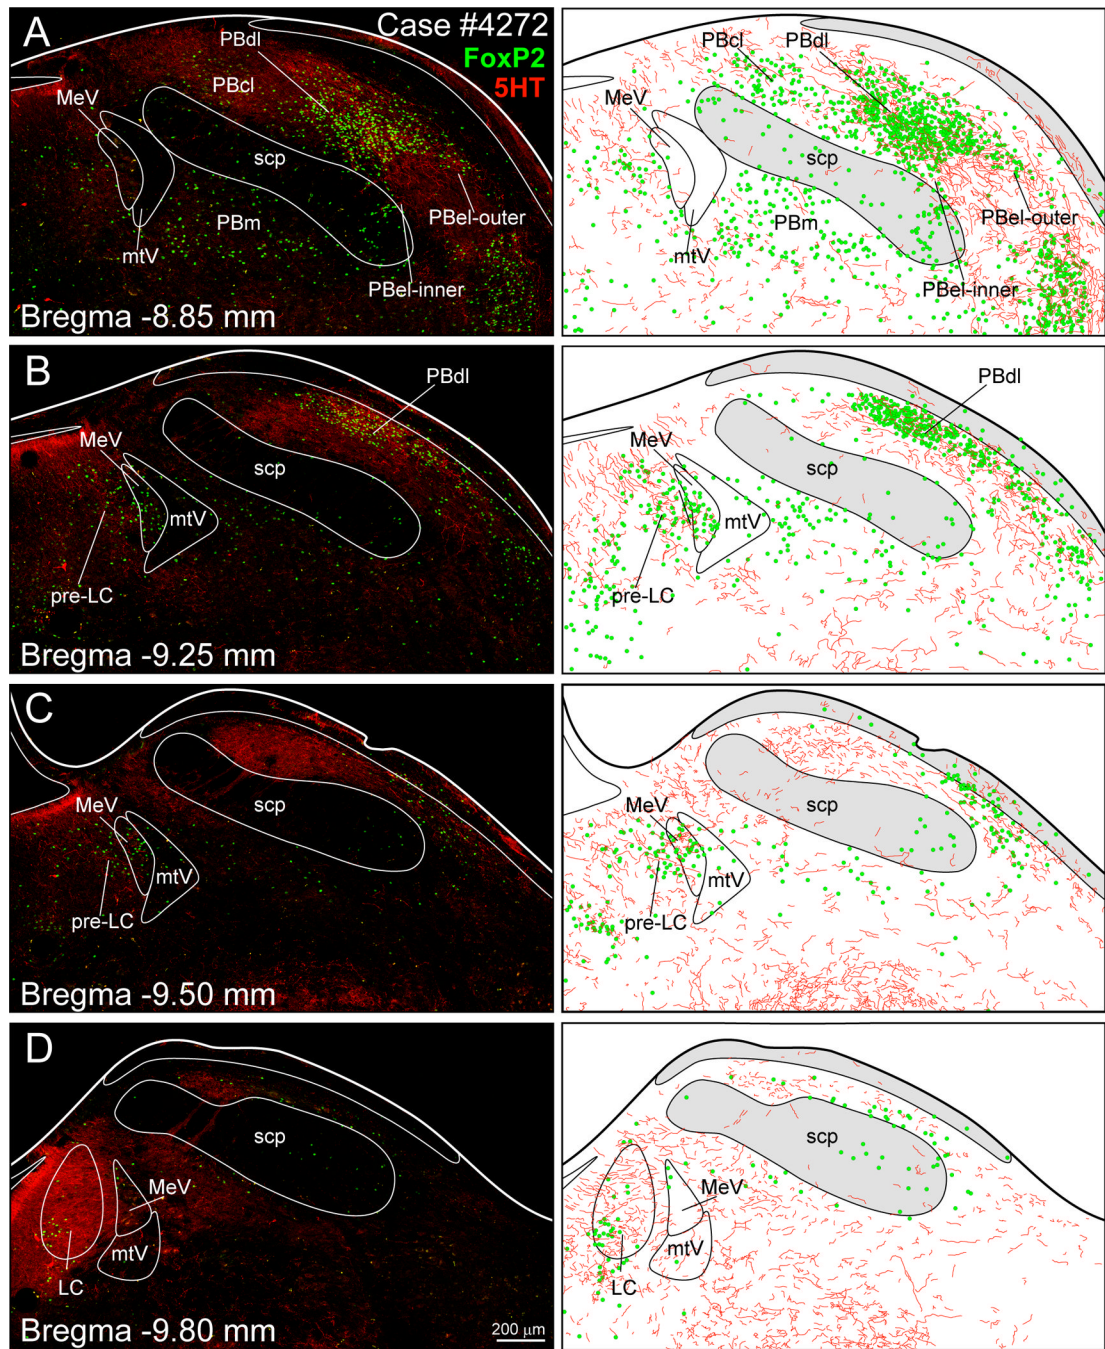 A
Case #4272
FoxP2
5HT
PBdl
PBcl
MeV
scp
PBel-outer
PBm
mtV
PBel-inner
Bregma -8.85 mm
PBcl
PBdl
MeV
scp
PBel-outer
PBm
mtV
PBel-inner
B
PBdl
MeV
scp
mtV
pre-LC
Bregma -9.25 mm
PBdl
MeV
scp
mtV
pre-LC
C
scp
MeV
mtV
pre-LC
Bregma -9.50 mm
scp
MeV
mtV
pre-LC
D
scp
MeV
mtV
LC
Bregma -9.80 mm
200 µm
scp
MeV
mtV
LC